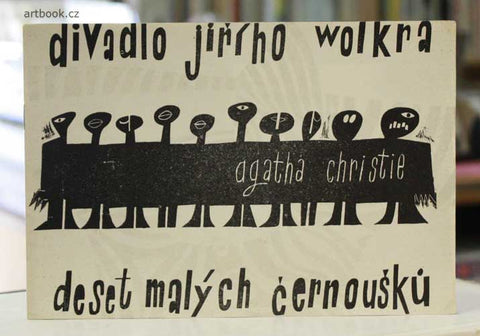 artbook.cz
divadlo jiřího wolkra
agatha christie
deset malých černoušků